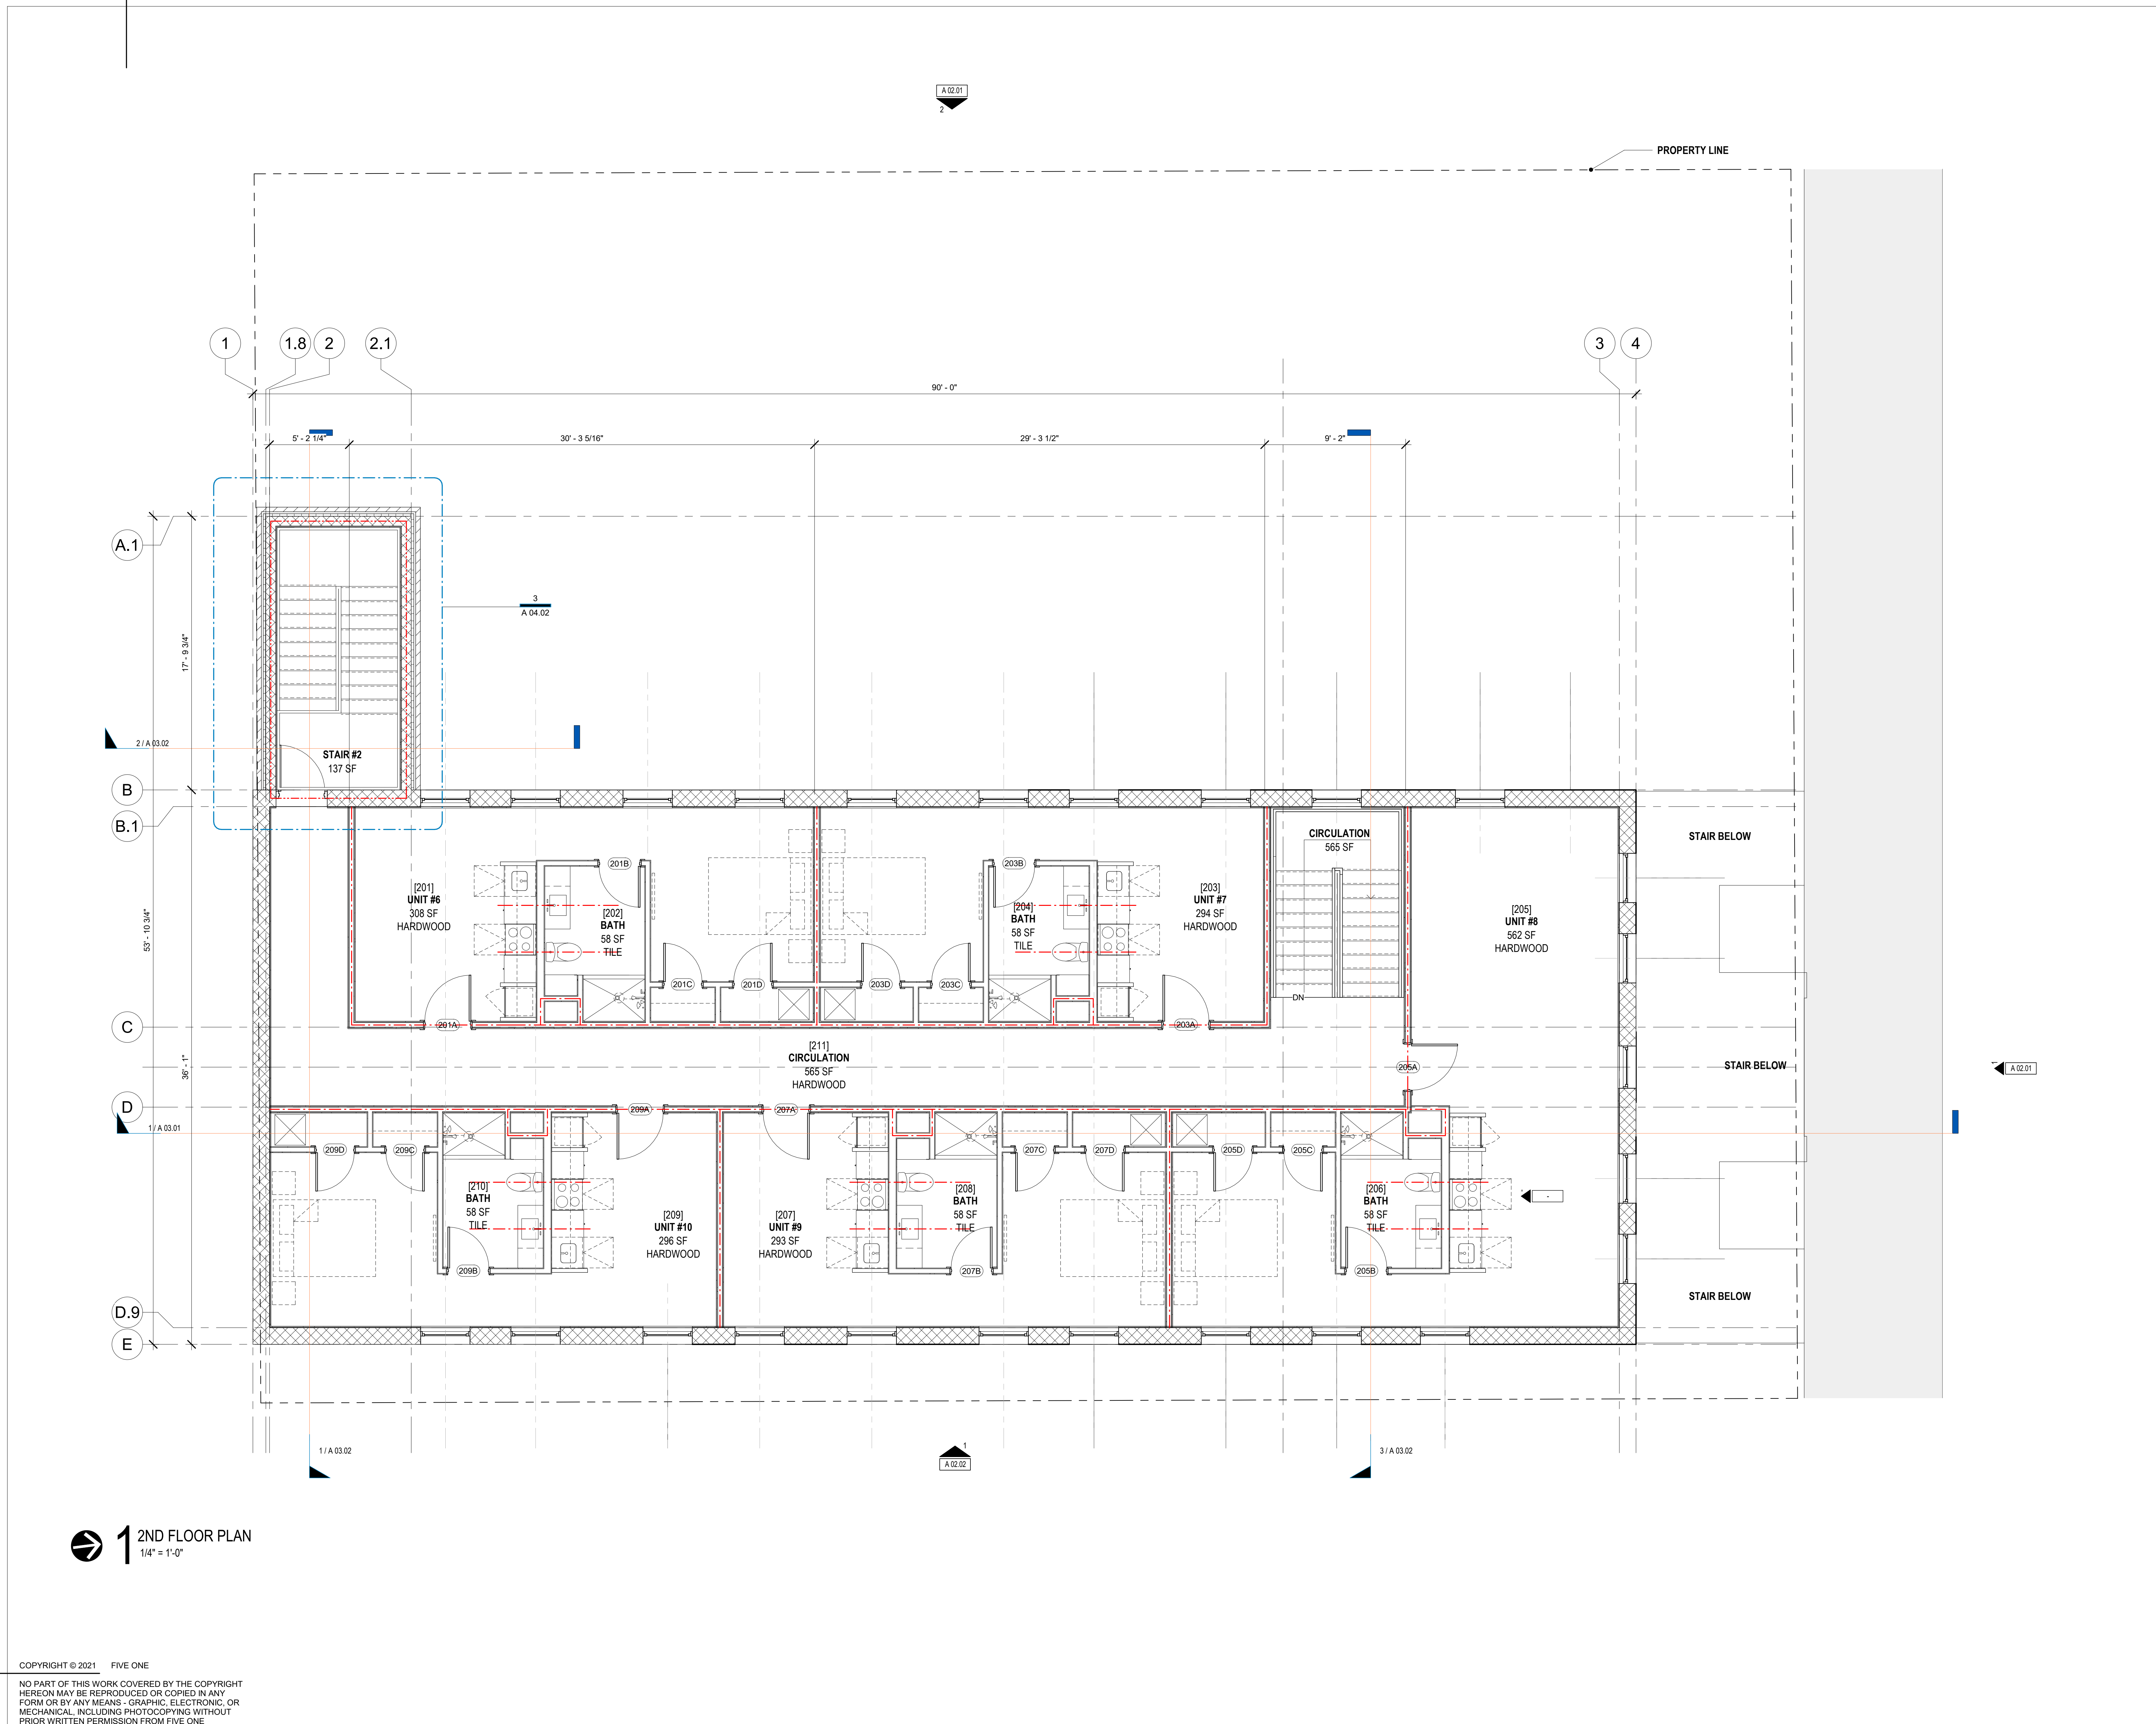 A 02.01
2
PROPERTY LINE
1
1.8
2
2.1
3
4
90' - 0"
5' - 2 1/4"
30' - 3 5/16"
29' - 3 1/2"
9' - 2"
A.1
3
A 04.02
17' - 9 3/4"
2 / A 03.02
STAIR #2
137 SF
B
B.1
CIRCULATION
565 SF
STAIR BELOW
201B
203B
[201]
UNIT #6
308 SF
HARDWOOD
[202]
BATH
58 SF
TILE
[204]
BATH
58 SF
TILE
[203]
UNIT #7
294 SF
HARDWOOD
[205]
UNIT #8
562 SF
HARDWOOD
53' - 10 3/4"
201C
201D
203D
203C
DN
C
201A
203A
[211]
CIRCULATION
565 SF
HARDWOOD
36' - 1"
205A
STAIR BELOW
1
A 02.01
D
209A
207A
1 / A 03.01
209D
209C
207C
207D
205D
205C
[210]
BATH
58 SF
TILE
[209]
UNIT #10
296 SF
HARDWOOD
[207]
UNIT #9
293 SF
HARDWOOD
[208]
BATH
58 SF
TILE
[206]
BATH
58 SF
TILE
-
209B
207B
205B
STAIR BELOW
D.9
E
1 / A 03.02
1
A 02.02
3 / A 03.02
1
2ND FLOOR PLAN
1/4" = 1'-0"
COPYRIGHT © 2021 FIVE ONE
NO PART OF THIS WORK COVERED BY THE COPYRIGHT
HEREON MAY BE REPRODUCED OR COPIED IN ANY
FORM OR BY ANY MEANS - GRAPHIC, ELECTRONIC, OR
MECHANICAL, INCLUDING PHOTOCOPYING WITHOUT
PRIOR WRITTEN PERMISSION FROM FIVE ONE